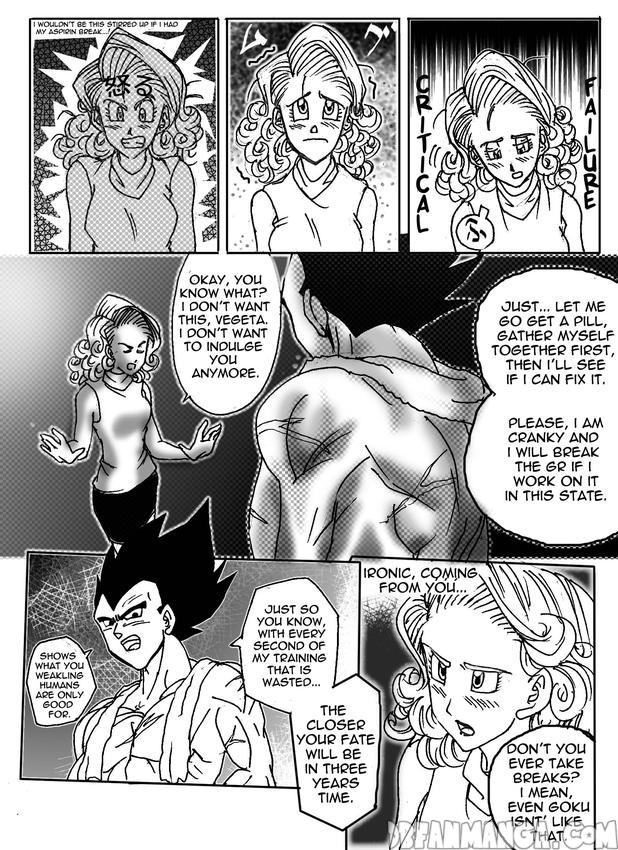 I WOULDN'T BE THIS STIRRED UP IF I HAD
MY ASPIRIN BREAK...!
怒る
ム
グ
CRITICAL
FAILURE
OKAY, YOU
KNOW WHAT?
I DON'T WANT
THIS, VEGETA.
I DON'T WANT
TO INDULGE
YOU
ANYMORE.
JUST... LET ME
GO GET A PILL,
GATHER MYSELF
TOGETHER FIRST,
THEN I'LL SEE
IF I CAN FIX IT.
PLEASE, I AM
CRANKY AND
I WILL BREAK
THE GR IF I
WORK ON IT
IN THIS STATE.
SHOWS
WHAT YOU
WEAKLING
HUMANS
ARE ONLY
GOOD
FOR.
JUST SO
YOU KNOW,
WITH EVERY
SECOND OF
MY TRAINING
THAT IS
WASTED...
THE
CLOSER
YOUR FATE
WILL BE
IN THREE
YEARS
TIME.
IRONIC, COMING
FROM YOU...
DON'T YOU
EVER TAKE
BREAKS?
I MEAN,
EVEN GOKU
ISNT' LIKE
THAT.
DBFANMANGA.COM